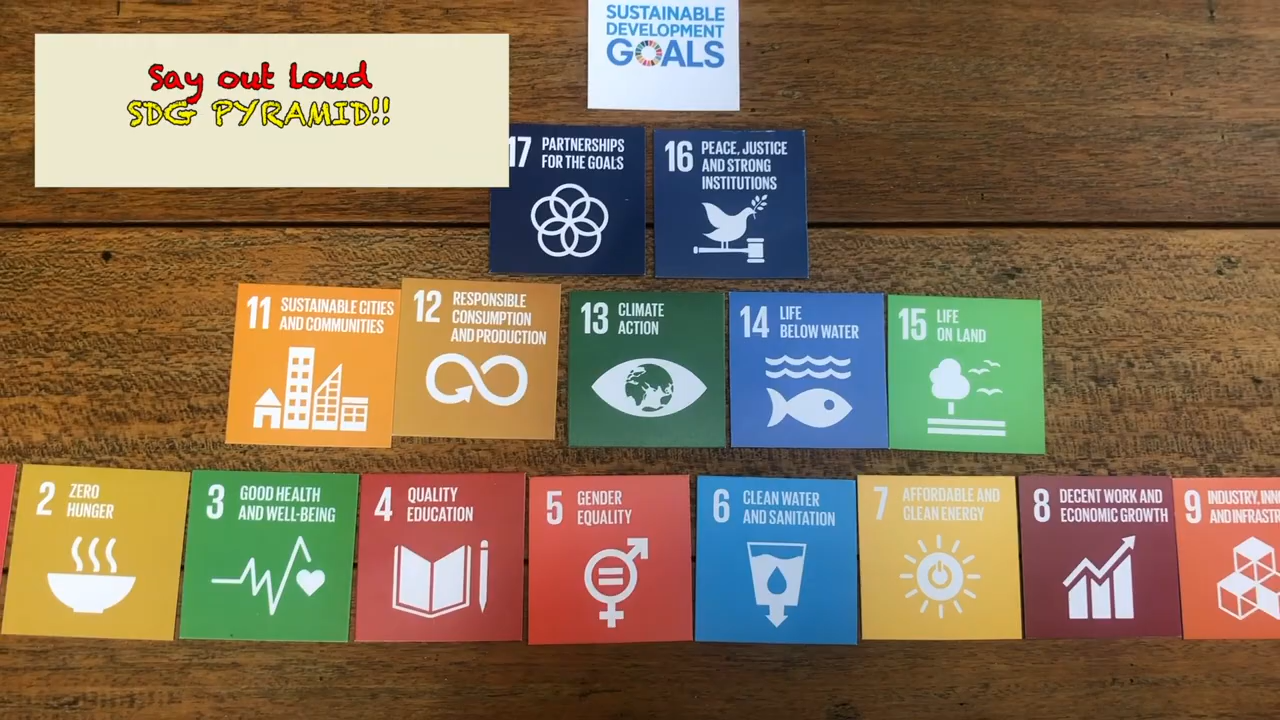 SUSTAINABLE
DEVELOPMENT
GOALS
Say out loud
SDG PYRAMID!!
17 PARTNERSHIPS
FOR THE GOALS
16 PEACE, JUSTICE
AND STRONG
INSTITUTIONS
11 SUSTAINABLE CITIES
AND COMMUNITIES
12 RESPONSIBLE
CONSUMPTION
AND PRODUCTION
13 CLIMATE
ACTION
14 LIFE
BELOW WATER
15 LIFE
ON LAND
2 ZERO
HUNGER
3 GOOD HEALTH
AND WELL-BEING
4 QUALITY
EDUCATION
5 GENDER
EQUALITY
6 CLEAN WATER
AND SANITATION
7 AFFORDABLE AND
CLEAN ENERGY
8 DECENT WORK AND
ECONOMIC GROWTH
9 INDUSTRY,
AND